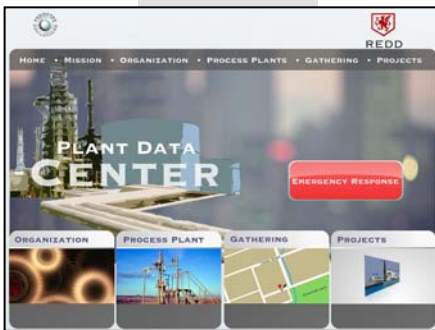 REDD
HOME • MISSION • ORGANIZATION • PROCESS PLANTS • GATHERING • PROJECTS
PLANT DATA
CENTER
EMERGENCY RESPONSE
ORGANIZATION
PROCESS PLANT
GATHERING
PROJECTS